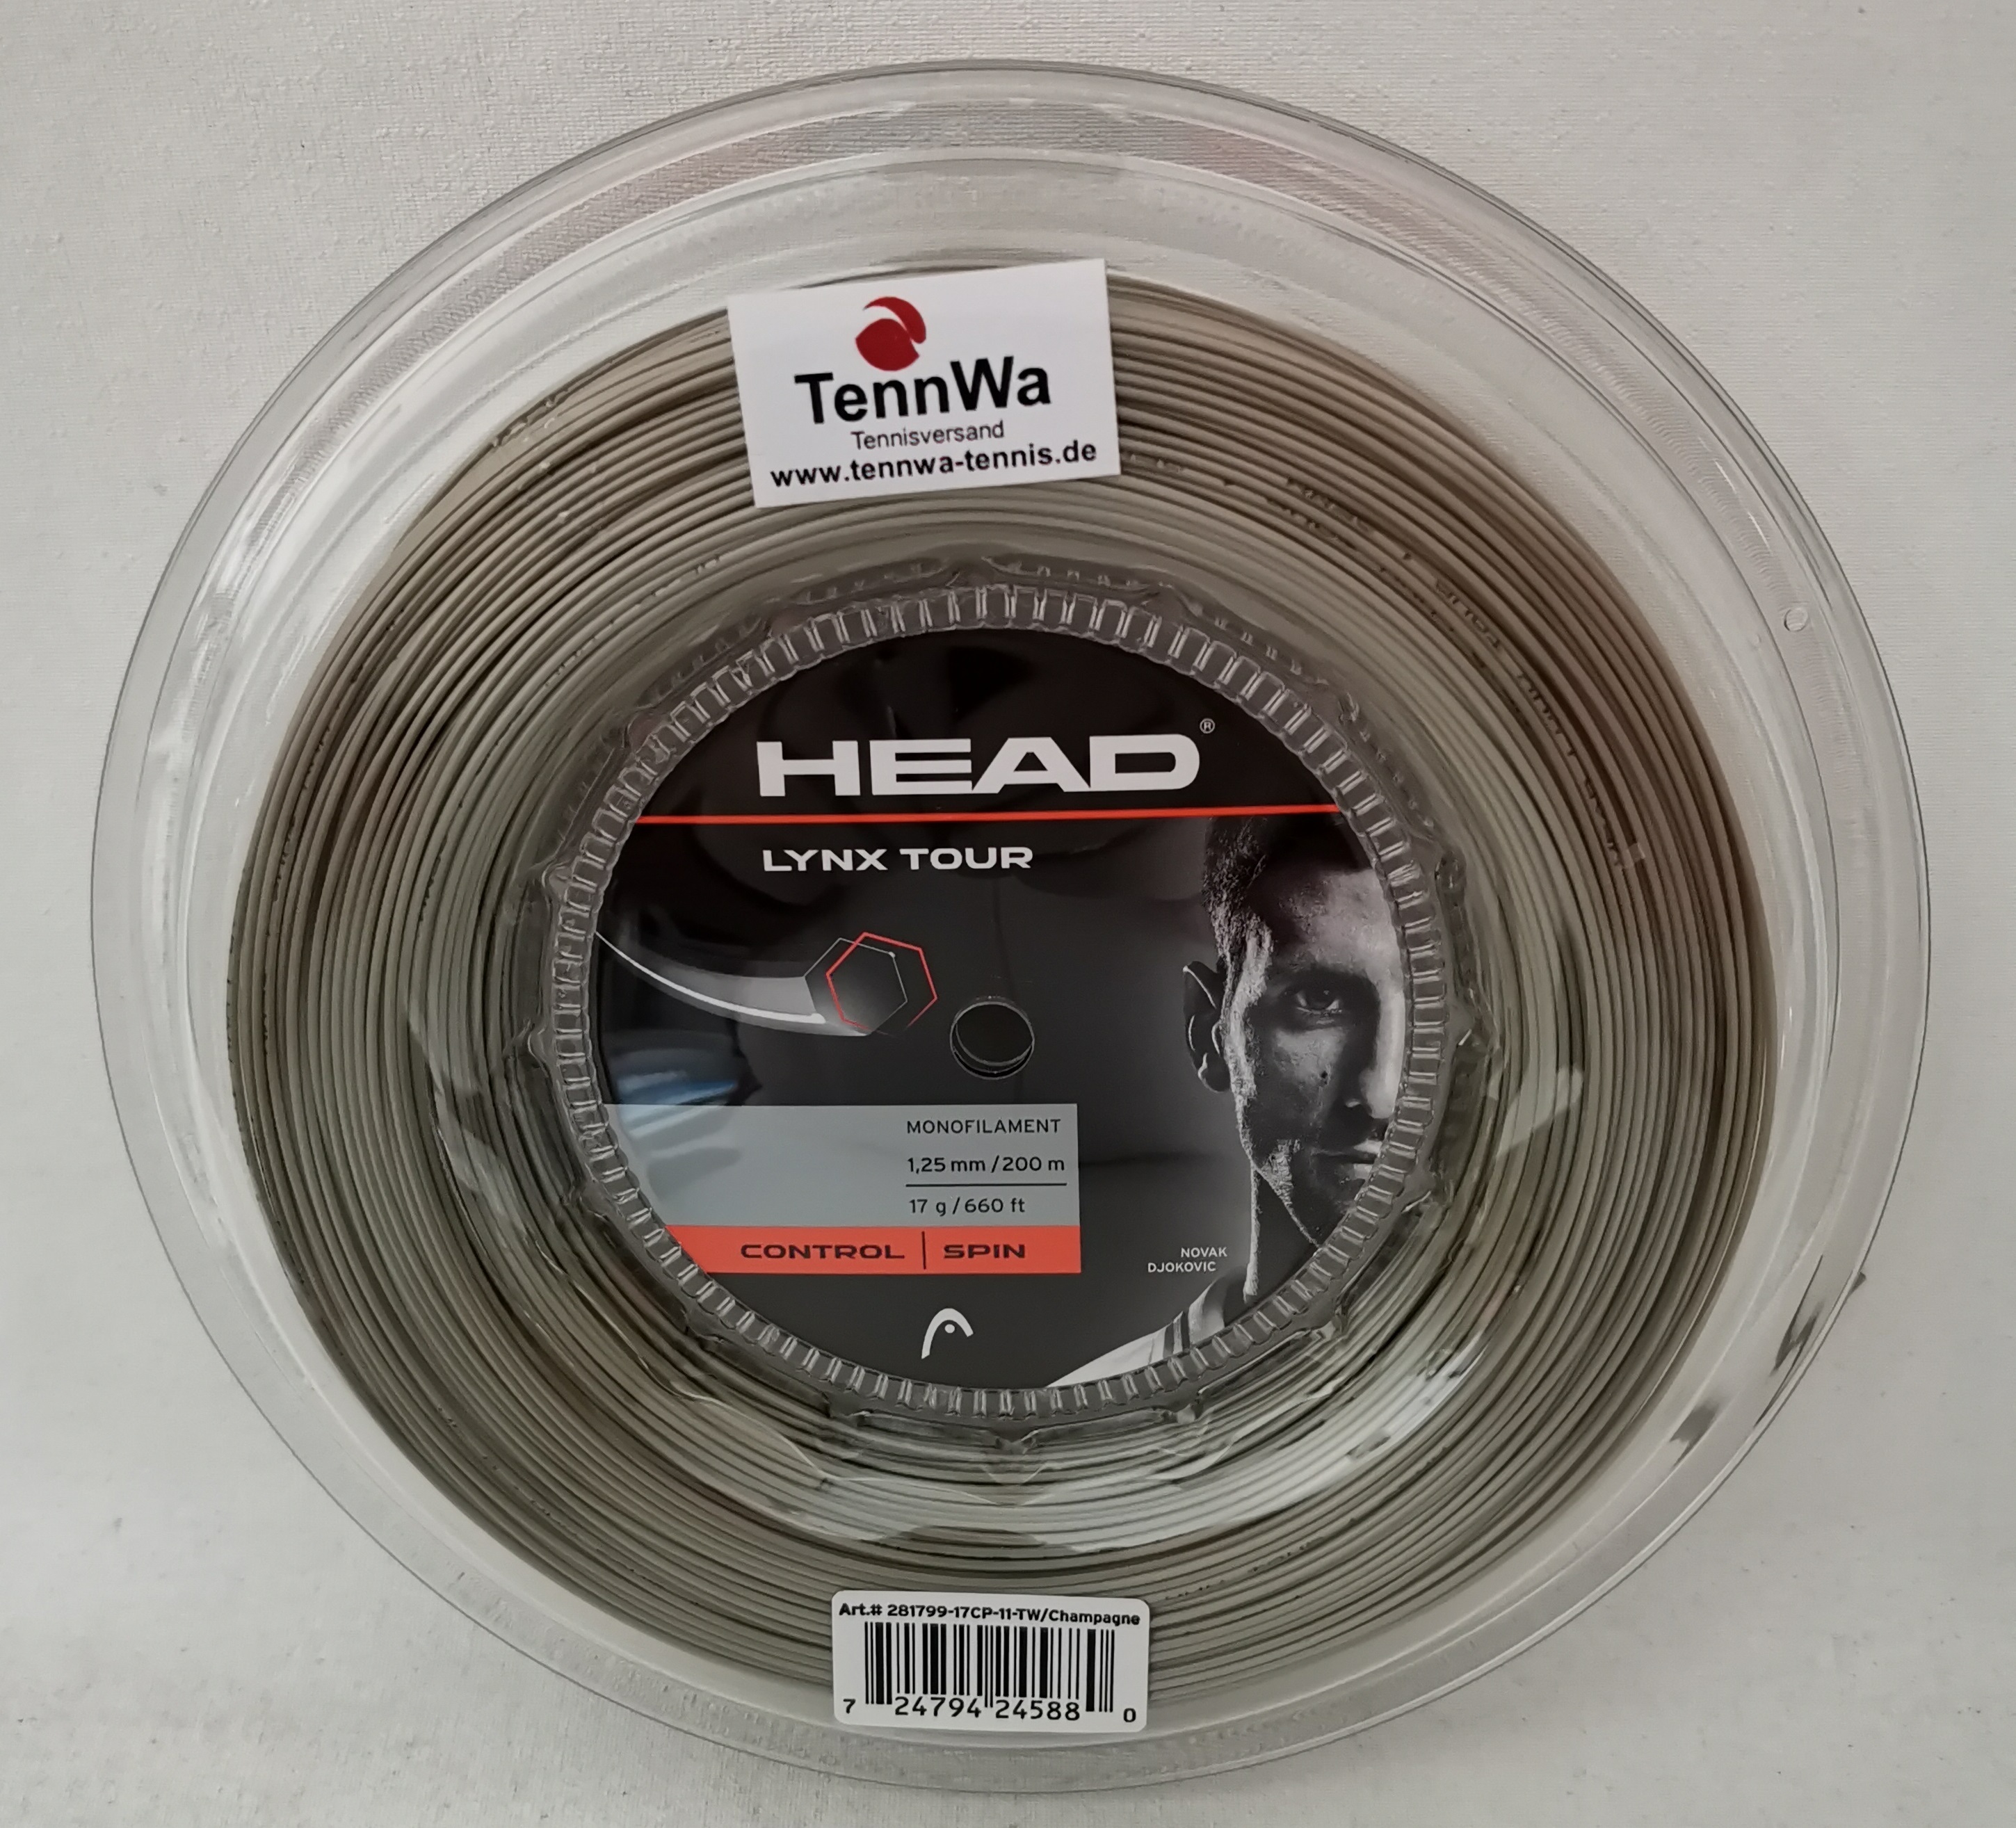 TennWa
Tennisversand
www.tennwa-tennis.de
HEAD®
LYNX TOUR
MONOFILAMENT
1,25 mm / 200 m
17 g / 660 ft
CONTROL | SPIN
NOVAK
DJOKOVIC
Art.# 281799-17CP-11-TW/Champagne
7 24794 24588 0